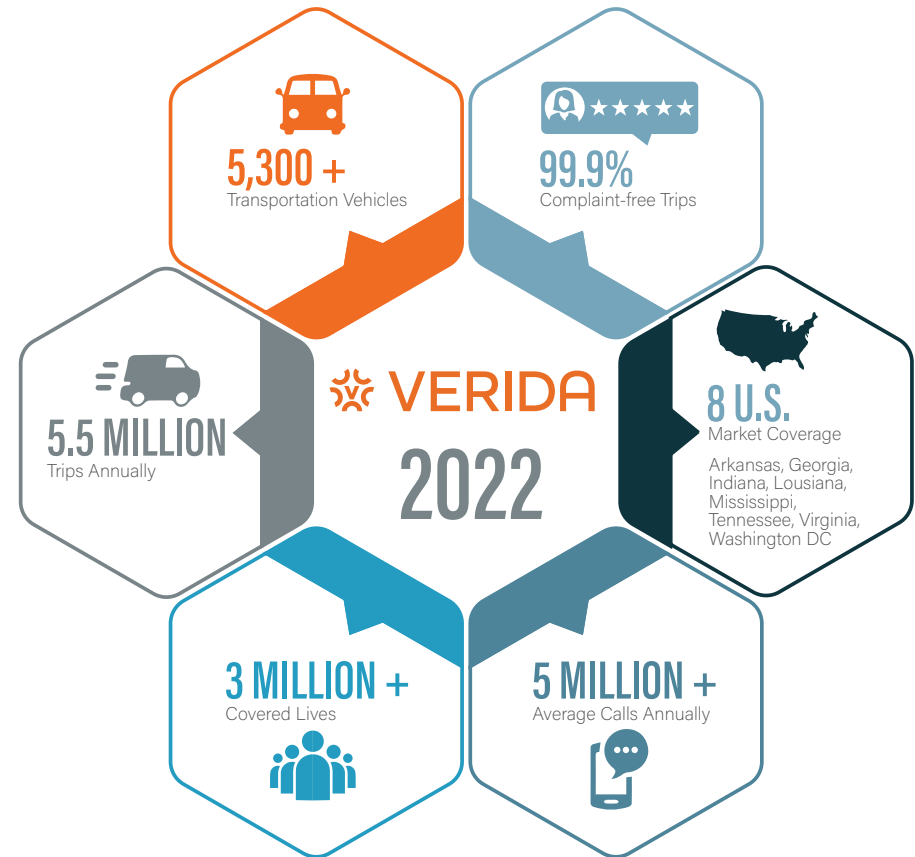 5,300 +
Transportation Vehicles
99.9%
Complaint-free Trips
5.5 MILLION
Trips Annually
VERIDA
2022
8 U.S.
Market Coverage
Arkansas, Georgia,
Indiana, Lousiana,
Mississippi,
Tennessee, Virginia,
Washington DC
3 MILLION +
Covered Lives
5 MILLION +
Average Calls Annually